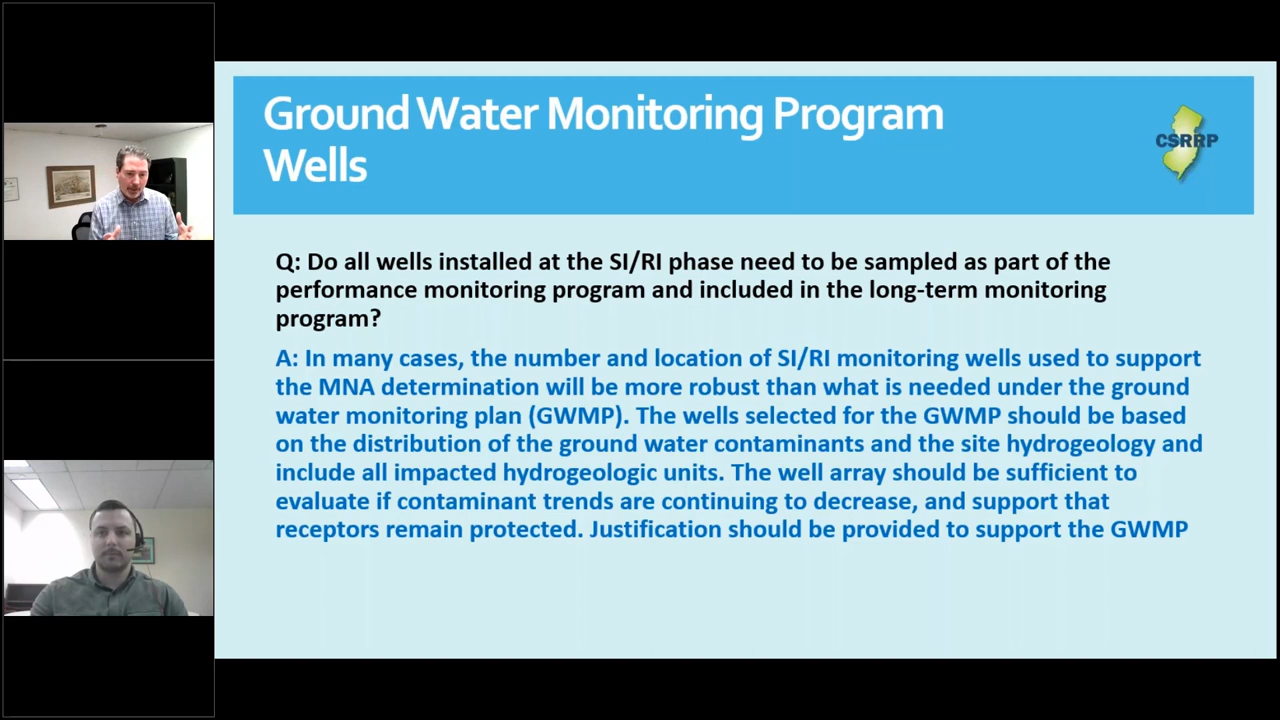 Ground Water Monitoring Program
Wells
CSRRP
Q: Do all wells installed at the SI/RI phase need to be sampled as part of the
performance monitoring program and included in the long-term monitoring
program?
A: In many cases, the number and location of SI/RI monitoring wells used to support
the MNA determination will be more robust than what is needed under the ground
water monitoring plan (GWMP). The wells selected for the GWMP should be based
on the distribution of the ground water contaminants and the site hydrogeology and
include all impacted hydrogeologic units. The well array should be sufficient to
evaluate if contaminant trends are continuing to decrease, and support that
receptors remain protected. Justification should be provided to support the GWMP